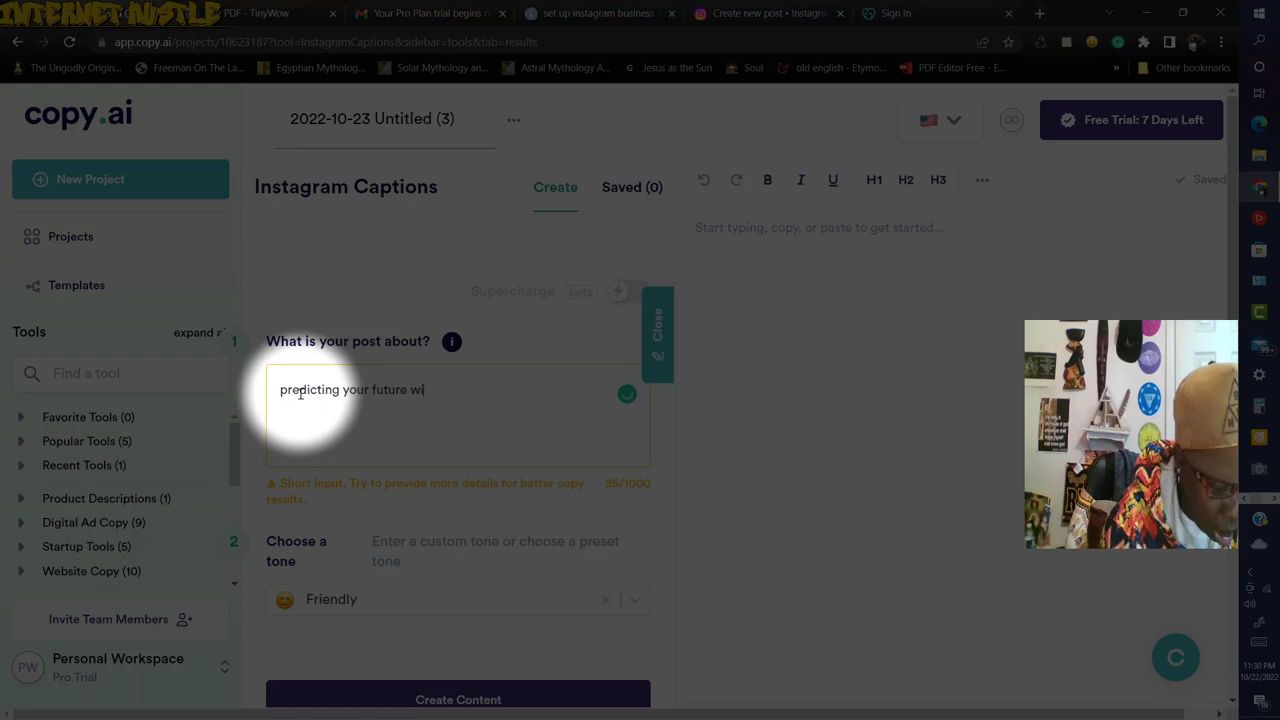 INTERNET HUSTLE
PDF - TinyWow
Your Pro Plan trial begins n
set up instagram business
Create new post • Instagra
Sign In
app.copy.ai/projects/10623187?tool=InstagramCaptions&sidebar=tools&tab=results
The Ungodly Origin...
Freeman On The La...
Egyptian Mytholog...
Solar Mythology an...
Astral Mythology A...
Jesus as the Sun
Soul
old english - Etymo...
PDF Editor Free - E...
»
Other bookmarks
copy.ai
2022-10-23 Untitled (3)
DO
Free Trial: 7 Days Left
New Project
Instagram Captions
Create
Saved (0)
B I U H1 H2 H3
Saved
Projects
Start typing, copy, or paste to get started...
Templates
Supercharge beta
Tools
expand a
1
What is your post about?
Close
Find a tool
predicting your future wi
Favorite Tools (0)
Popular Tools (5)
Recent Tools (1)
Short input. Try to provide more details for better copy
results.
25/1000
Product Descriptions (1)
Digital Ad Copy (9)
Startup Tools (5)
Website Copy (10)
2
Choose a
tone
Enter a custom tone or choose a preset
tone
Friendly
Invite Team Members
PW
Personal Workspace
Pro Trial
Create Content
C
99+
11:30 PM
10/22/2022
19